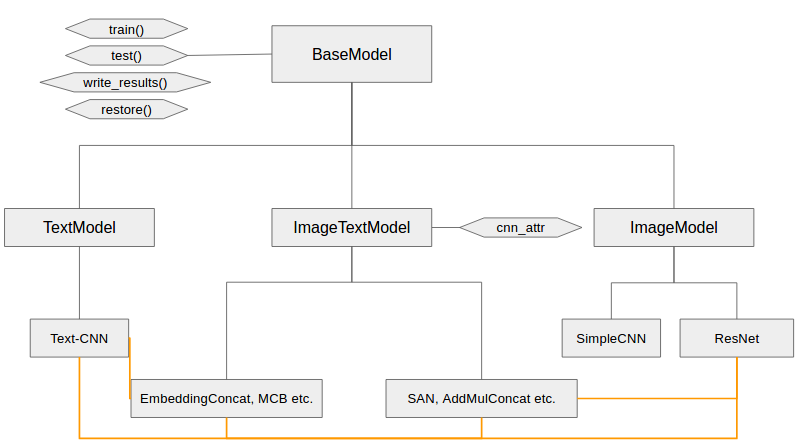 train()
test()
write_results()
restore()
BaseModel
TextModel
ImageTextModel
cnn_attr
ImageModel
Text-CNN
SimpleCNN
ResNet
EmbeddingConcat, MCB etc.
SAN, AddMulConcat etc.